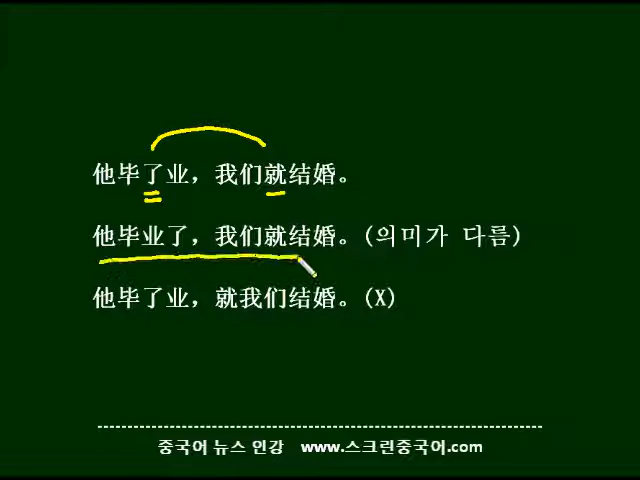 他毕了业，我们就结婚。
他毕业了，我们就结婚。(의미가 다름)
他毕了业，就我们结婚。(X)
중국어 뉴스 인강 www.스크린중국어.com